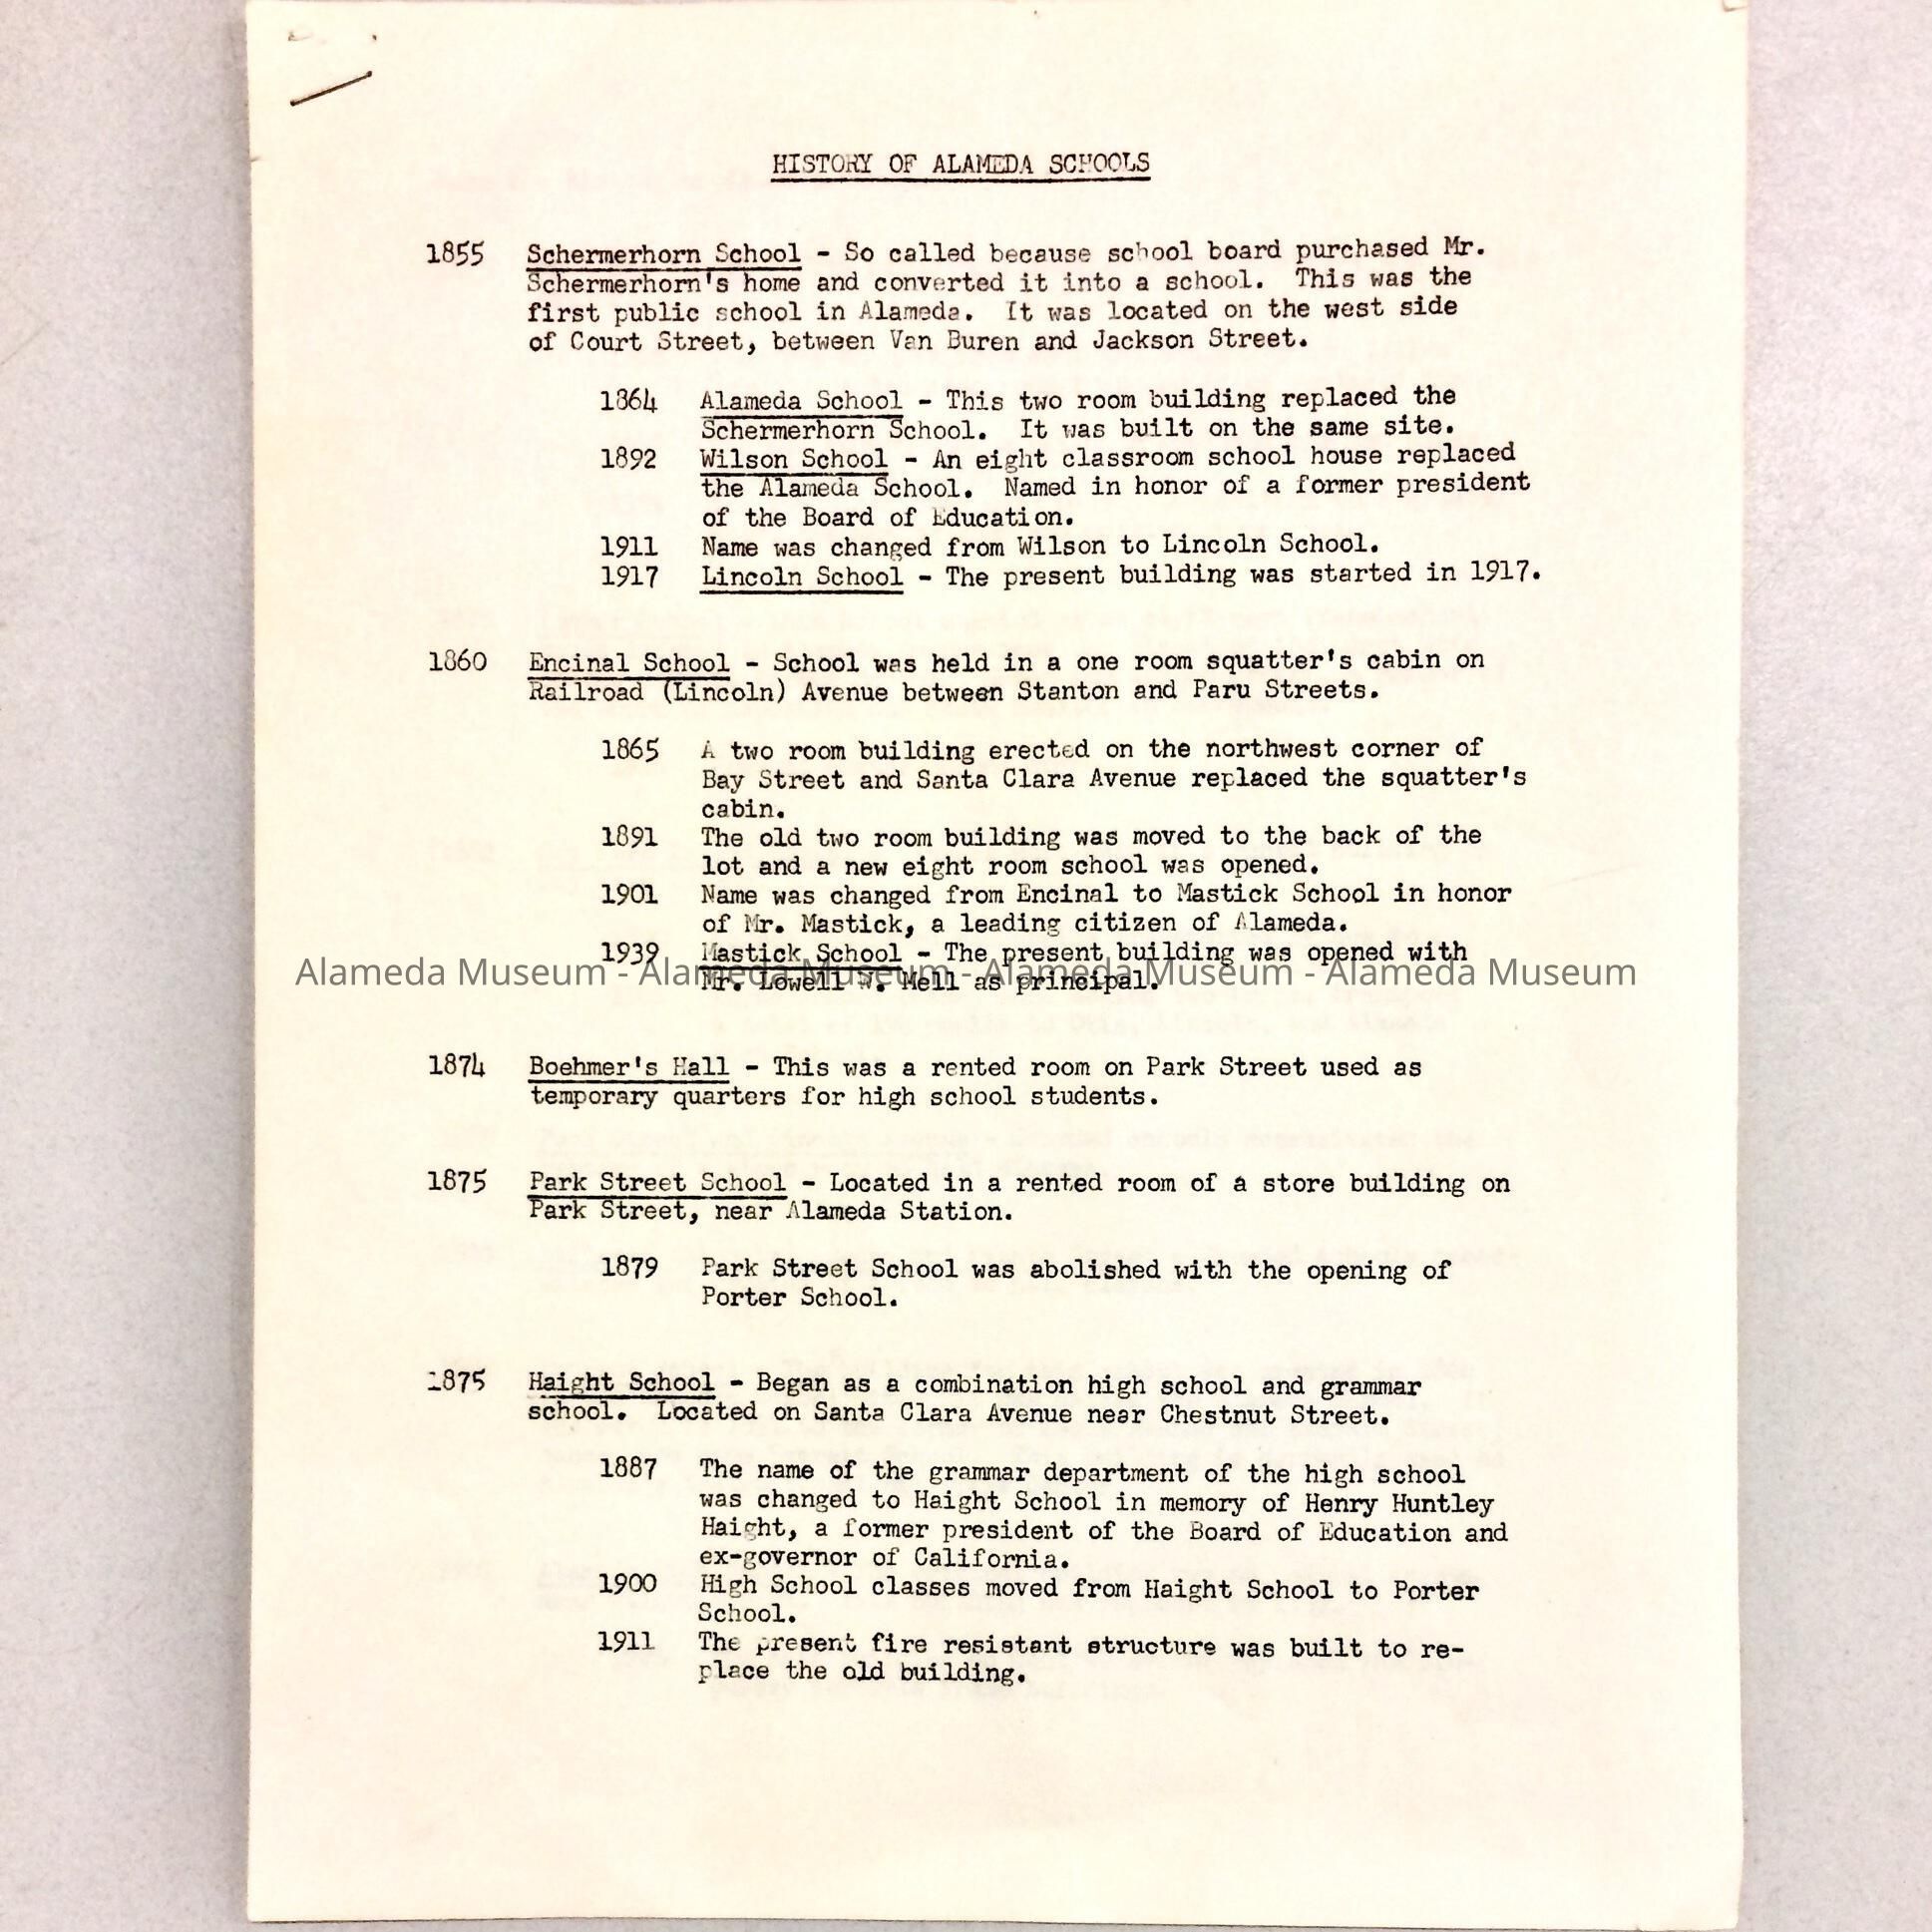 HISTORY OF ALAMEDA SCHOOLS
1855 Schermerhorn School - So called because school board purchased Mr.
Schermerhorn's home and converted it into a school. This was the
first public school in Alameda. It was located on the west side
of Court Street, between Van Buren and Jackson Street.
1864 Alameda School - This two room building replaced the
Schermerhorn School. It was built on the same site.
1892 Wilson School - An eight classroom school house replaced
the Alameda School. Named in honor of a former president
of the Board of Education.
1911 Name was changed from Wilson to Lincoln School.
1917 Lincoln School - The present building was started in 1917.
1860 Encinal School - School was held in a one room squatter's cabin on
Railroad (Lincoln) Avenue between Stanton and Paru Streets.
1865 A two room building erected on the northwest corner of
Bay Street and Santa Clara Avenue replaced the squatter's
cabin.
1891 The old two room building was moved to the back of the
lot and a new eight room school was opened.
1901 Name was changed from Encinal to Mastick School in honor
of Mr. Mastick, a leading citizen of Alameda.
1939 Mastick School - The present building was opened with
Alameda Museum - Alameda Museum - Alameda Museum - Alameda Museum
Mr. Lowell W. Mell as principal.
1874 Boehmer's Hall - This was a rented room on Park Street used as
temporary quarters for high school students.
1875 Park Street School - Located in a rented room of a store building on
Park Street, near Alameda Station.
1879 Park Street School was abolished with the opening of
Porter School.
1875 Haight School - Began as a combination high school and grammar
school. Located on Santa Clara Avenue near Chestnut Street.
1887 The name of the grammar department of the high school
was changed to Haight School in memory of Henry Huntley
Haight, a former president of the Board of Education and
ex-governor of California.
1900 High School classes moved from Haight School to Porter
School.
1911 The present fire resistant structure was built to re-
place the old building.